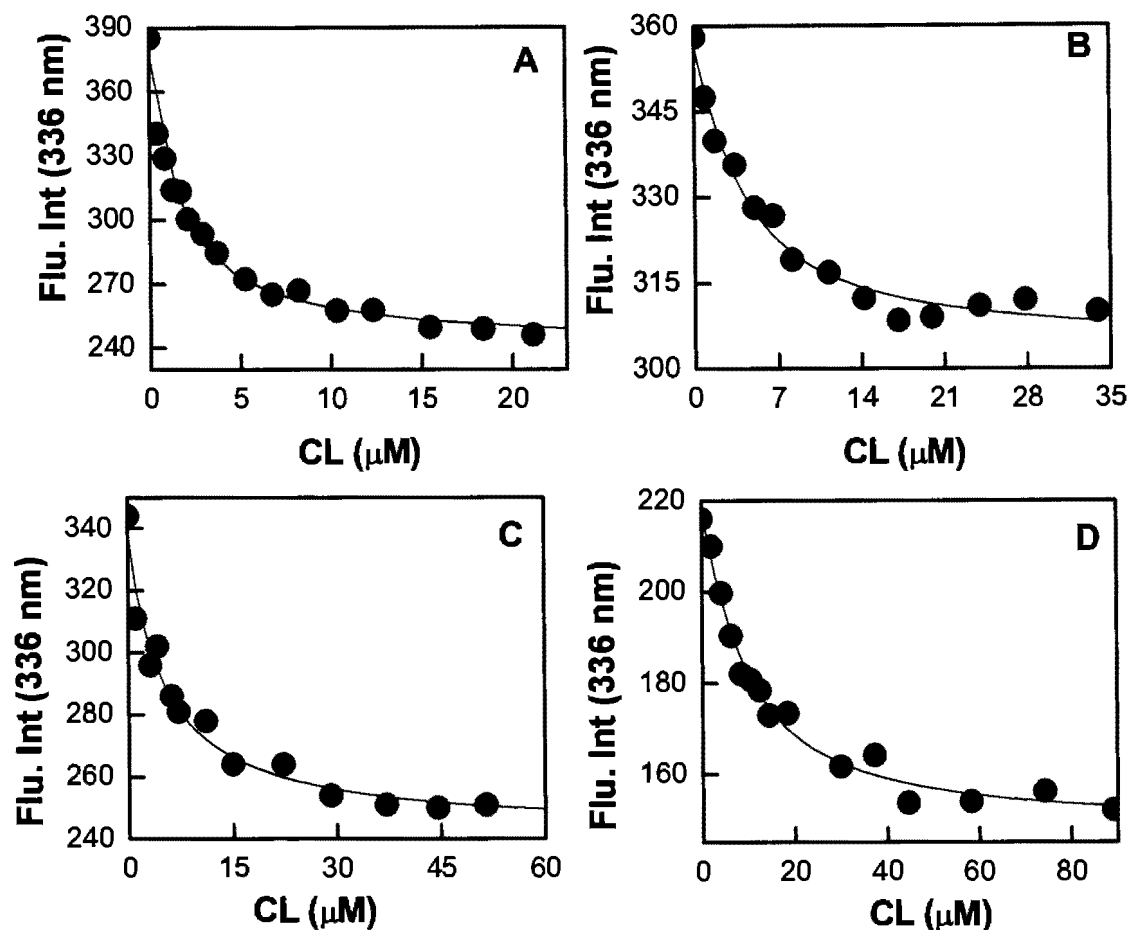 A
Flu. Int (336 nm)
390
360
330
300
270
240
0 5 10 15 20
CL (μM)
B
Flu. Int (336 nm)
360
345
330
315
300
0 7 14 21 28 35
CL (μM)
C
Flu. Int (336 nm)
340
320
300
280
260
240
0 15 30 45 60
CL (μM)
D
Flu. Int (336 nm)
220
200
180
160
0 20 40 60 80
CL (μM)